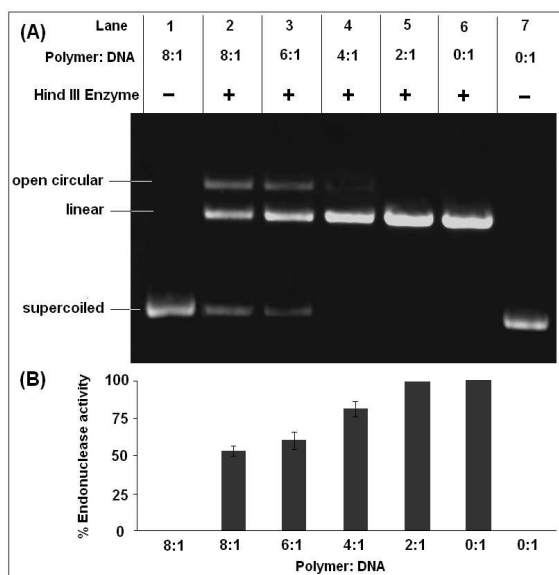 (A) Lane 1 2 3 4 5 6 7
Polymer: DNA 8:1 8:1 6:1 4:1 2:1 0:1 0:1
Hind III Enzyme – + + + + + –
open circular
linear
supercoiled
(B)
% Endonuclease activity
100
75
50
25
0
8:1 8:1 6:1 4:1 2:1 0:1 0:1
Polymer: DNA